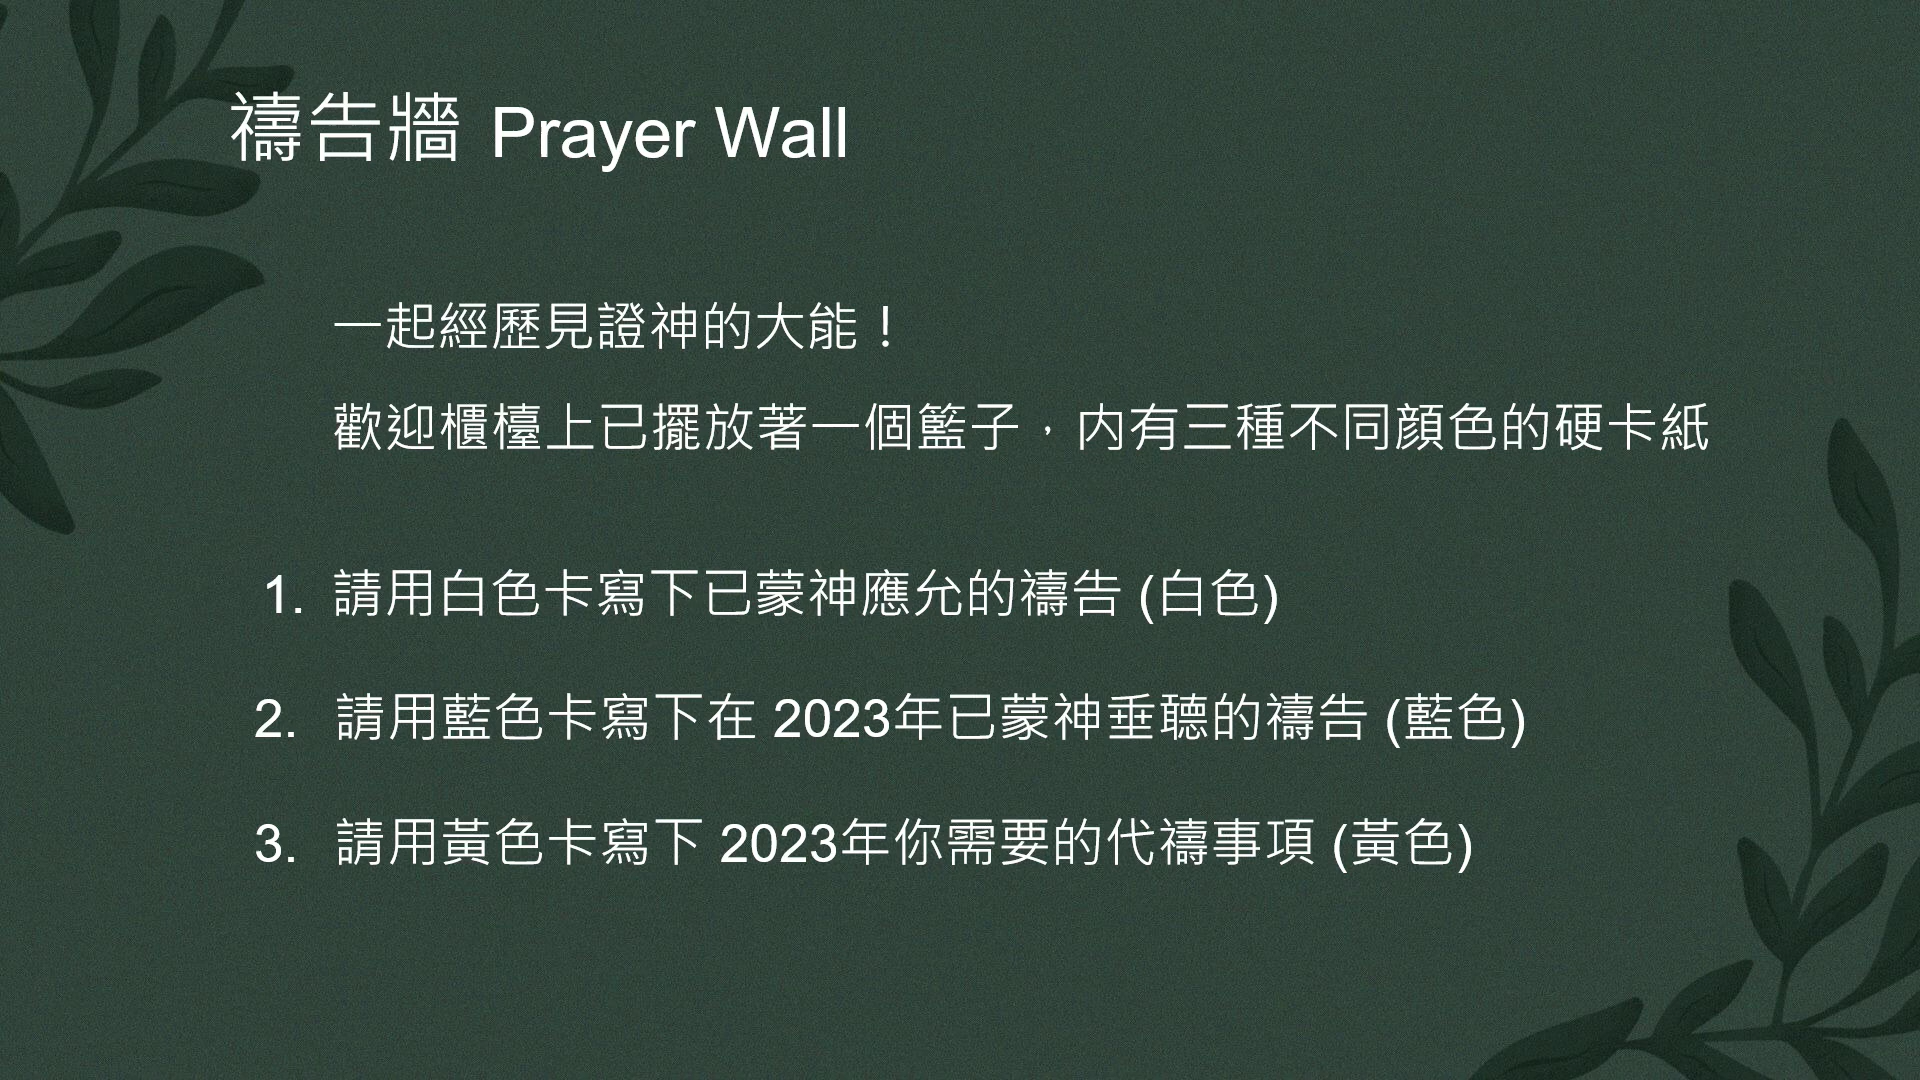 禱告牆 Prayer Wall
一起經歷見證神的大能！
歡迎櫃檯上已擺放著一個籃子，内有三種不同顏色的硬卡紙
1. 請用白色卡寫下已蒙神應允的禱告 (白色)
2. 請用藍色卡寫下在 2023年已蒙神垂聽的禱告 (藍色)
3. 請用黃色卡寫下 2023年你需要的代禱事項 (黃色)